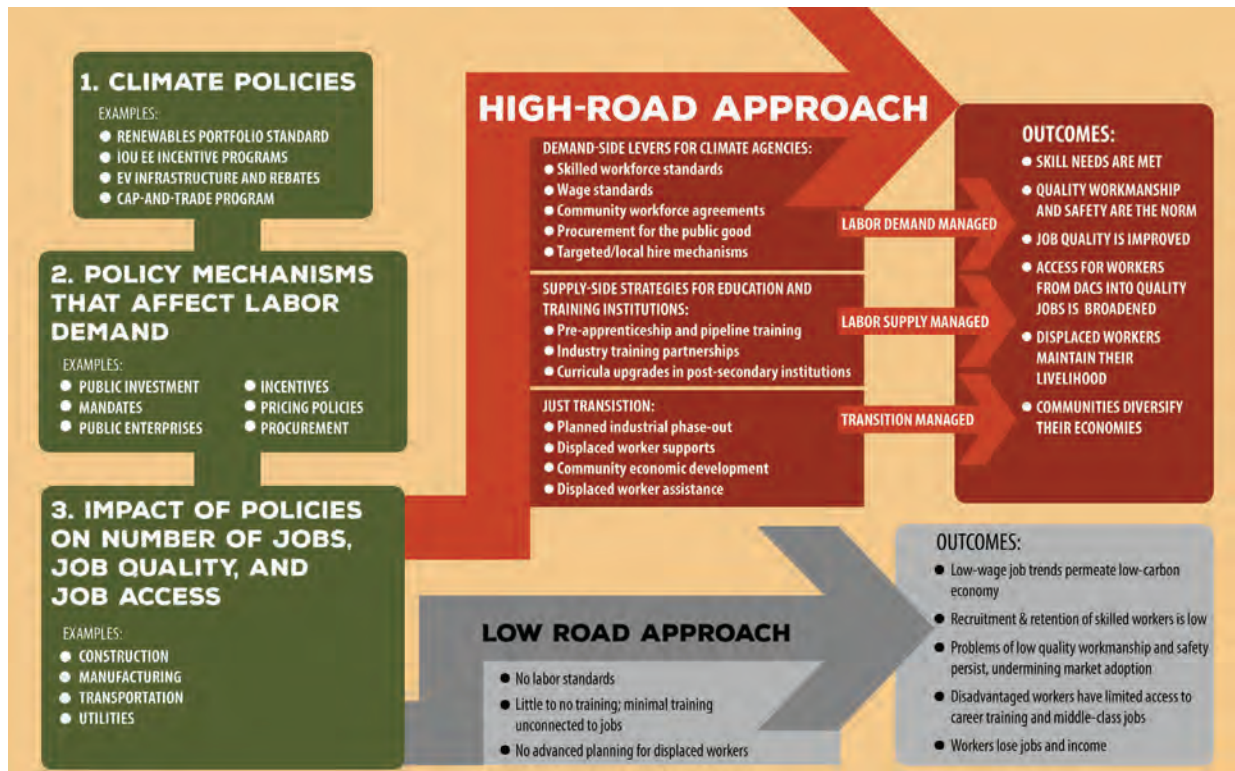 1. CLIMATE POLICIES
EXAMPLES:
● RENEWABLES PORTFOLIO STANDARD
● IOU EE INCENTIVE PROGRAMS
● EV INFRASTRUCTURE AND REBATES
● CAP-AND-TRADE PROGRAM
2. POLICY MECHANISMS
THAT AFFECT LABOR
DEMAND
EXAMPLES:
● PUBLIC INVESTMENT
● MANDATES
● PUBLIC ENTERPRISES
● INCENTIVES
● PRICING POLICIES
● PROCUREMENT
3. IMPACT OF POLICIES
ON NUMBER OF JOBS,
JOB QUALITY, AND
JOB ACCESS
EXAMPLES:
● CONSTRUCTION
● MANUFACTURING
● TRANSPORTATION
● UTILITIES
HIGH-ROAD APPROACH
DEMAND-SIDE LEVERS FOR CLIMATE AGENCIES:
● Skilled workforce standards
● Wage standards
● Community workforce agreements
● Procurement for the public good
● Targeted/local hire mechanisms
LABOR DEMAND MANAGED
SUPPLY-SIDE STRATEGIES FOR EDUCATION AND
TRAINING INSTITUTIONS:
● Pre-apprenticeship and pipeline training
● Industry training partnerships
● Curricula upgrades in post-secondary institutions
LABOR SUPPLY MANAGED
JUST TRANSISTION:
● Planned industrial phase-out
● Displaced worker supports
● Community economic development
● Displaced worker assistance
TRANSITION MANAGED
OUTCOMES:
● SKILL NEEDS ARE MET
● QUALITY WORKMANSHIP
AND SAFETY ARE THE NORM
● JOB QUALITY IS IMPROVED
● ACCESS FOR WORKERS
FROM DACS INTO QUALITY
JOBS IS BROADENED
● DISPLACED WORKERS
MAINTAIN THEIR
LIVELIHOOD
● COMMUNITIES DIVERSIFY
THEIR ECONOMIES
LOW ROAD APPROACH
● No labor standards
● Little to no training; minimal training
unconnected to jobs
● No advanced planning for displaced workers
OUTCOMES:
● Low-wage job trends permeate low-carbon
economy
● Recruitment & retention of skilled workers is low
● Problems of low quality workmanship and safety
persist, undermining market adoption
● Disadvantaged workers have limited access to
career training and middle-class jobs
● Workers lose jobs and income